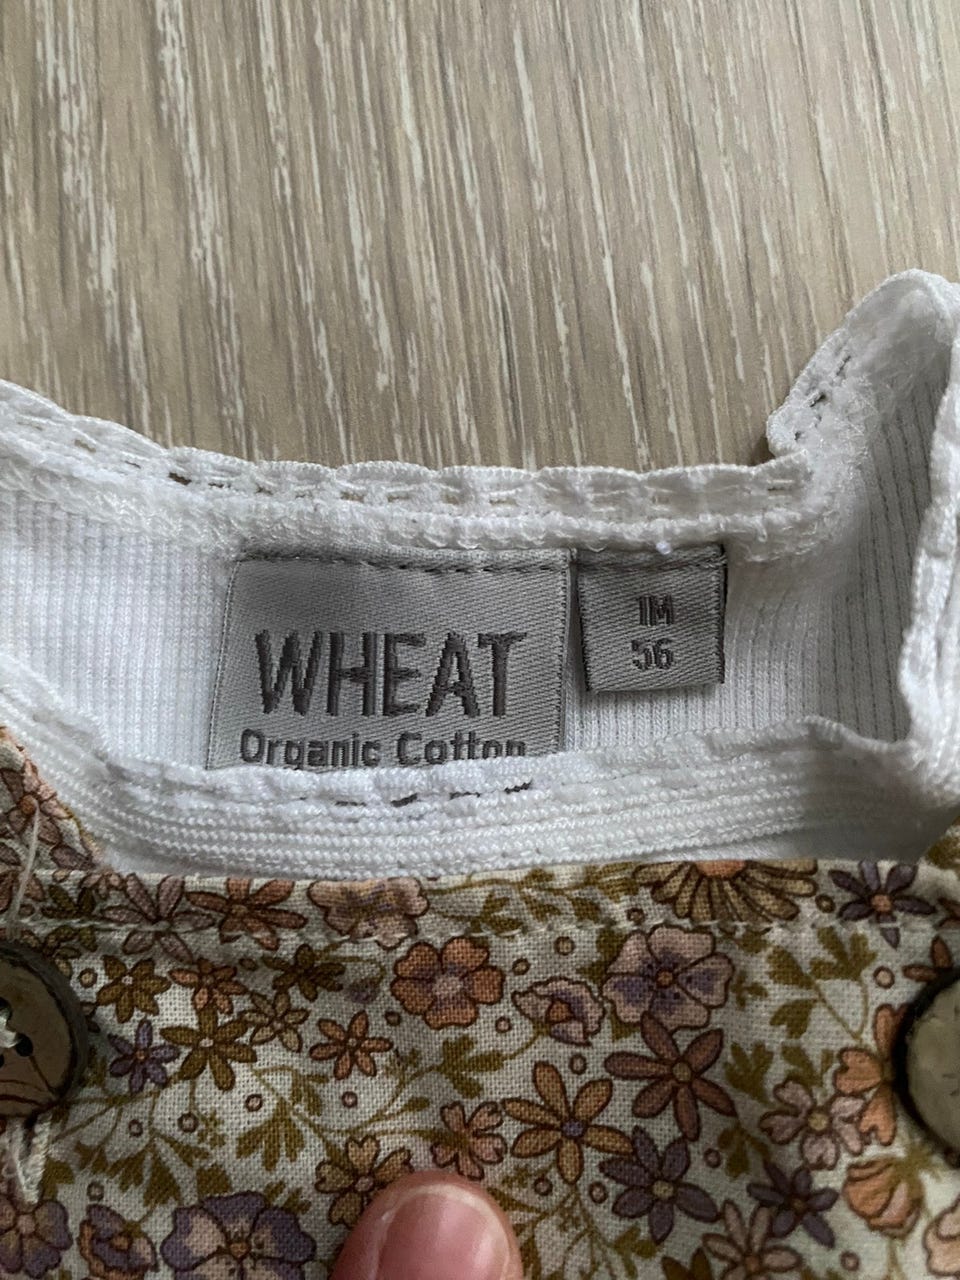 WHEAT
Organic Cotton
1M
56